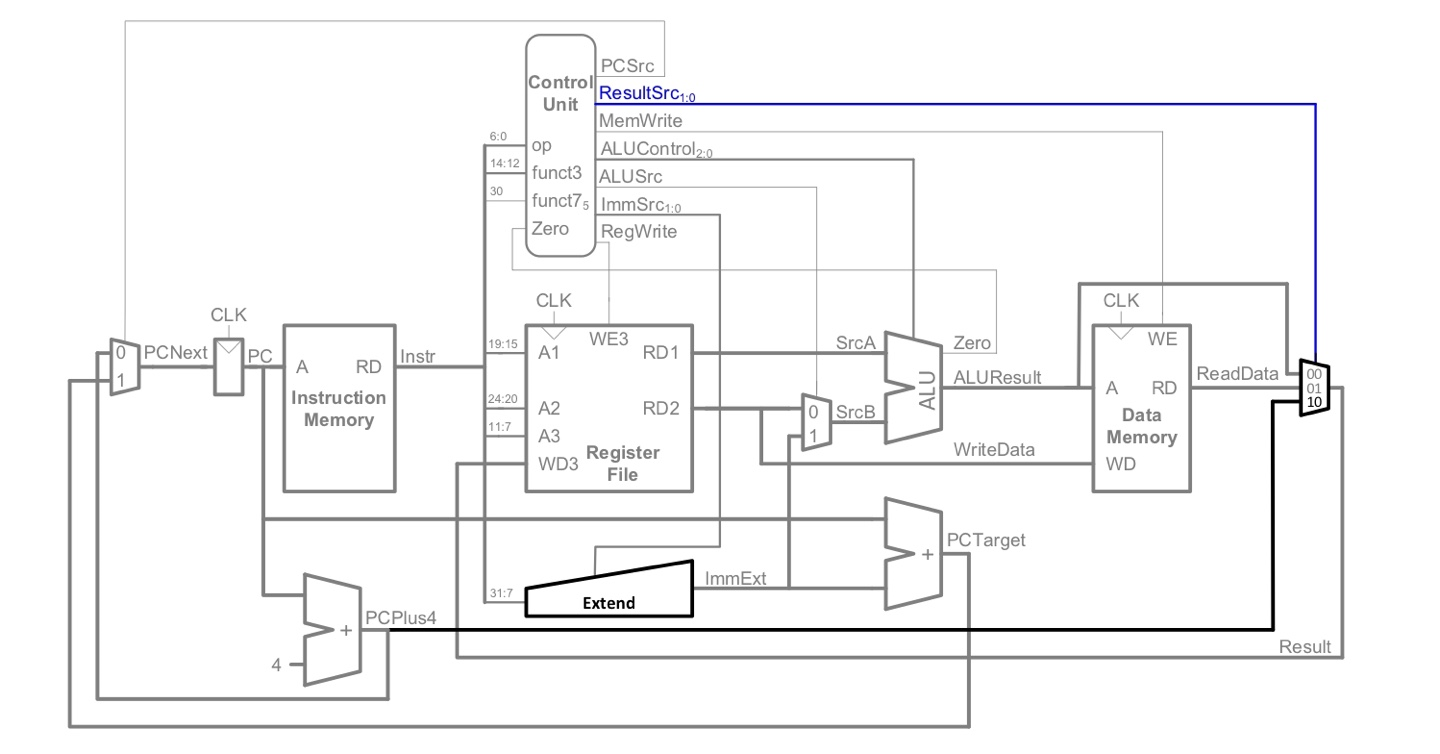 PCSrc
Control
Unit
ResultSrc1:0
MemWrite
6:0
op
ALUControl2:0
14:12
funct3
ALUSrc
30
funct75
ImmSrc1:0
Zero
RegWrite
CLK
CLK
CLK
0
1
PCNext
PC
A
RD
Instruction
Memory
Instr
19:15
A1
WE3
RD1
24:20
A2
RD2
11:7
A3
WD3
Register
File
SrcA
0
1
SrcB
ALU
Zero
ALUResult
WriteData
WE
A
RD
Data
Memory
WD
ReadData
00
01
10
31:7
Extend
ImmExt
+
PCTarget
PCPlus4
+
4
Result